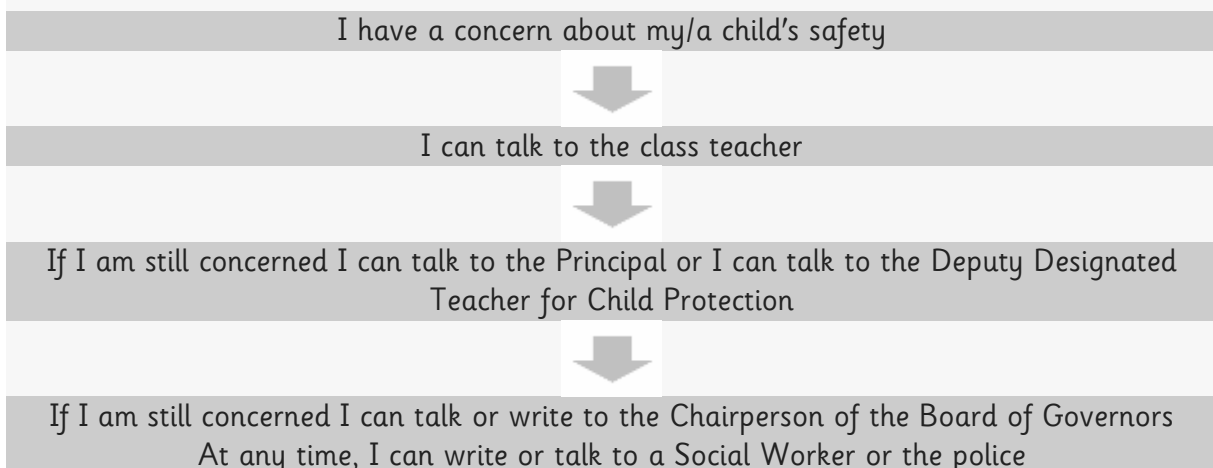 I have a concern about my/a child's safety
I can talk to the class teacher
If I am still concerned I can talk to the Principal or I can talk to the Deputy Designated
Teacher for Child Protection
If I am still concerned I can talk or write to the Chairperson of the Board of Governors
At any time, I can write or talk to a Social Worker or the police